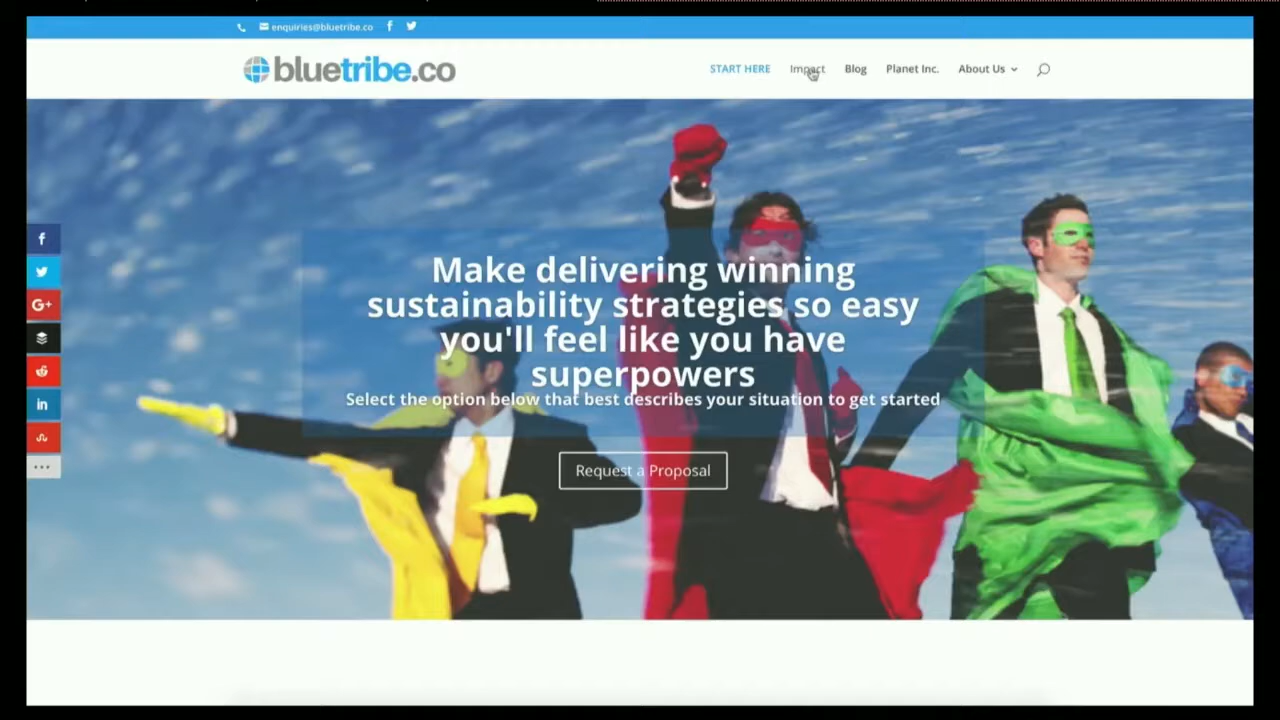 enquiries@bluetribe.co
bluetribe.co
START HERE Impact Blog Planet Inc. About Us
Make delivering winning
sustainability strategies so easy
you'll feel like you have
superpowers
Select the option below that best describes your situation to get started
Request a Proposal
f
G+
in